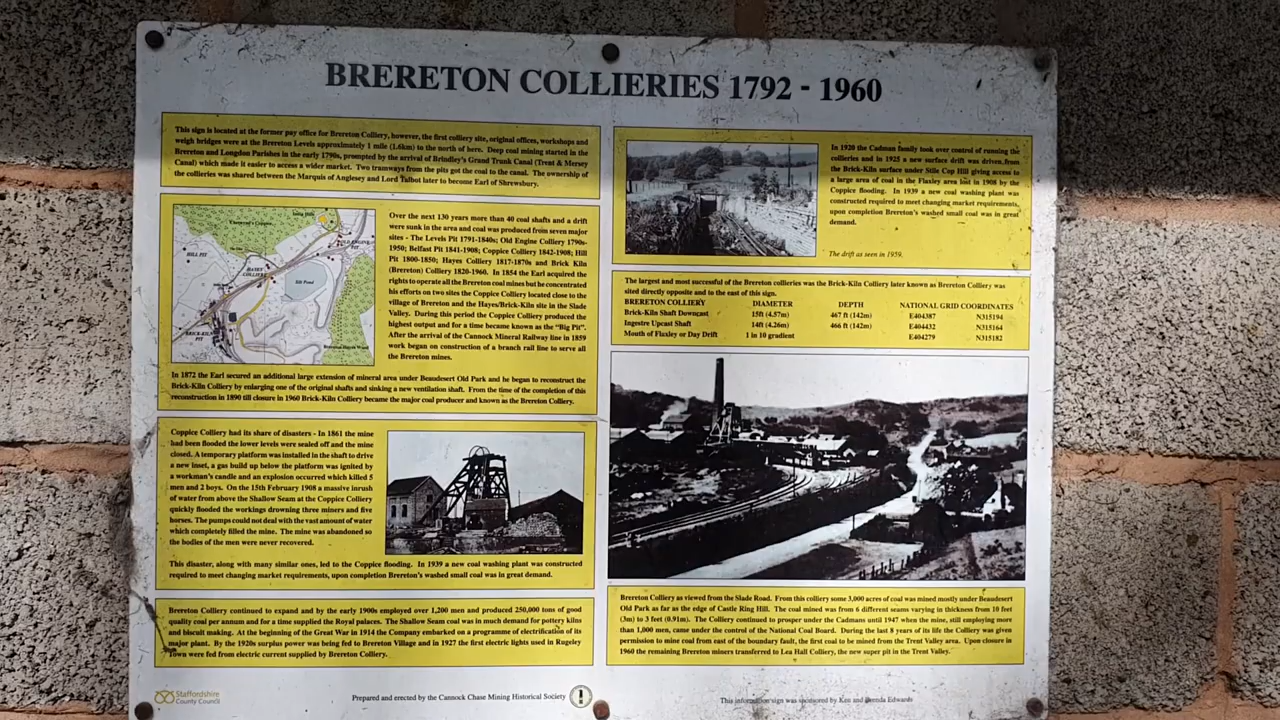 BRERETON COLLIERIES 1792 - 1960
This sign is located at the former pay office for Brereton Colliery, however, the first colliery site, original offices, workshops and
weigh bridges were at the Brereton Levels approximately 1 mile (1.6km) to the north of here. Deep coal mining started in the
Brereton and Longdon Parishes in the early 1790s, prompted by the arrival of Brindley's Grand Trunk Canal (Treat & Mersey
Canal) which made it easier to access a wider market. Two tramways from the pits got the coal to the canal. The ownership of
the collieries was shared between the Marquis of Anglesey and Lord Talbot later to become Earl of Shrewsbury.
HILL PIT
HAYES
COLLIERY
OLD ENGINE
Silt Pond
BRICK-KILN
PIT
Brereton Hayes Wood
Over the next 130 years more than 40 coal shafts and a drift
were sunk in the area and coal was produced from seven major
sites - The Levels Pit 1791-1840s; Old Engine Colliery 1790s-
1950; Belfast Pit 1841-1908; Coppice Colliery 1842-1908; Hill
Pit 1800-1850; Hayes Colliery 1817-1870s and Brick Kiln
(Brereton) Colliery 1820-1960. In 1854 the Earl acquired the
rights to operate all the Brereton coal mines but he concentrated
his efforts on two sites the Coppice Colliery located close to the
village of Brereton and the Hayes/Brick-Kiln site in the Slade
Valley. During this period the Coppice Colliery produced the
highest output and for a time became known as the "Big Pit".
After the arrival of the Cannock Mineral Railway line in 1859
work began on construction of a branch rail line to serve all
the Brereton mines.
In 1872 the Earl secured an additional large extension of mineral area under Beaudesert Old Park and he began to reconstruct the
Brick-Kiln Colliery by enlarging one of the original shafts and sinking a new ventilation shaft. From the time of the completion of this
reconstruction in 1890 till closure in 1960 Brick-Kiln Colliery became the major coal producer and known as the Brereton Colliery.
Coppice Colliery had its share of disasters - In 1861 the mine
had been flooded the lower levels were sealed off and the mine
closed. A temporary platform was installed in the shaft to drive
a new inset, a gas build up below the platform was ignited by
a workman's candle and an explosion occurred which killed 5
men and 2 boys. On the 15th February 1908 a massive inrush
of water from above the Shallow Seam at the Coppice Colliery
quickly flooded the workings drowning three miners and five
horses. The pumps could not deal with the vast amount of water
which completely filled the mine. The mine was abandoned so
the bodies of the men were never recovered.
This disaster, along with many similar ones, led to the Coppice flooding. In 1939 a new coal washing plant was constructed
required to meet changing market requirements, upon completion Brereton's washed small coal was in great demand.
Brereton Colliery continued to expand and by the early 1900s employed over 1,200 men and produced 250,000 tons of good
quality coal per annum and for a time supplied the Royal palaces. The Shallow Seam coal was in much demand for pottery kilns
and biscuit making. At the beginning of the Great War in 1914 the Company embarked on a programme of electrification of its
major plant. By the 1920s surplus power was being fed to Brereton Village and in 1927 the first electric lights used in Rugeley
Town were fed from electric current supplied by Brereton Colliery.
In 1920 the Cadman family took over control of running the
collieries and in 1925 a new surface drift was driven from
the Brick-Kiln surface under Stile Cop Hill giving access to
a large area of coal in the Flaxley area lost in 1908 by the
Coppice flooding. In 1939 a new coal washing plant was
constructed required to meet changing market requirements,
upon completion Brereton's washed small coal was in great
demand.
The drift as seen in 1959.
The largest and most successful of the Brereton collieries was the Brick-Kiln Colliery later known as Brereton Colliery was
sited directly opposite and to the east of this sign.
BRERETON COLLIERY DIAMETER DEPTH NATIONAL GRID COORDINATES
Brick-Kiln Shaft Downcast 15ft (4.57m) 467 ft (142m) E404387 N315194
Ingestre Upcast Shaft 14ft (4.26m) 466 ft (142m) E404432 N315164
Mouth of Flaxley or Day Drift 1 in 10 gradient E404279 N315182
Brereton Colliery as viewed from the Slade Road. From this colliery some 3,000 acres of coal was mined mostly under Beaudesert
Old Park as far as the edge of Castle Ring Hill. The coal mined was from 6 different seams varying in thickness from 10 feet
(3m) to 3 feet (0.91m). The Colliery continued to prosper under the Cadmans until 1947 when the mine, still employing more
than 1,000 men, came under the control of the National Coal Board. During the last 8 years of its life the Colliery was given
permission to mine coal from east of the boundary fault, the first coal to be mined from the Trent Valley area. Upon closure in
1960 the remaining Brereton miners transferred to Lea Hall Colliery, the new super pit in the Trent Valley.
Staffordshire
County Council
Prepared and erected by the Cannock Chase Mining Historical Society
This information sign was sponsored by Ken and Brenda Edwards